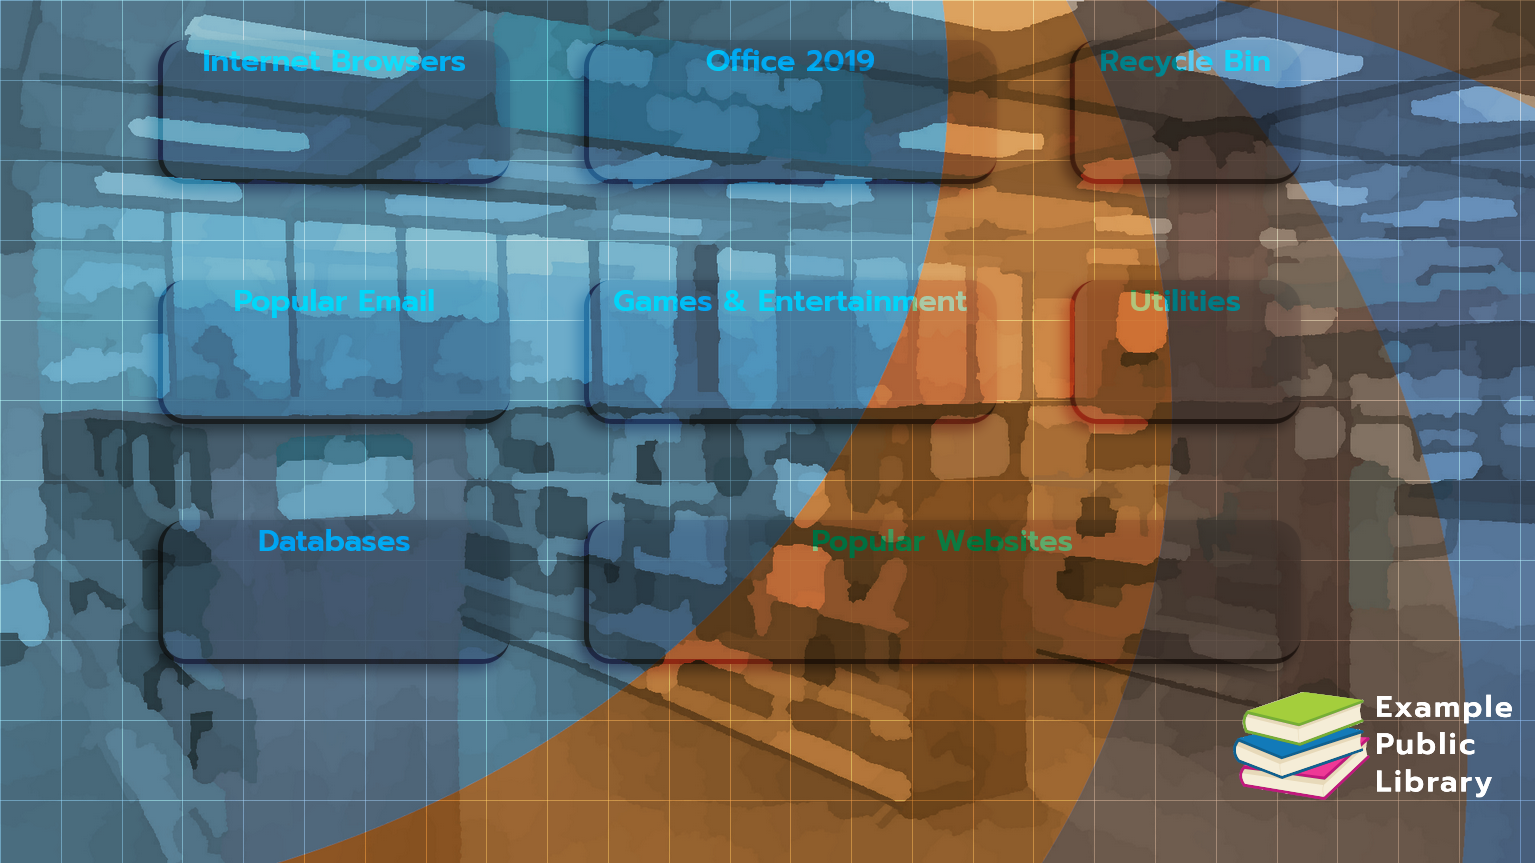 Internet Browsers
Office 2019
Recycle Bin
Popular Email
Games & Entertainment
Utilities
Databases
Popular Websites
Example
Public
Library